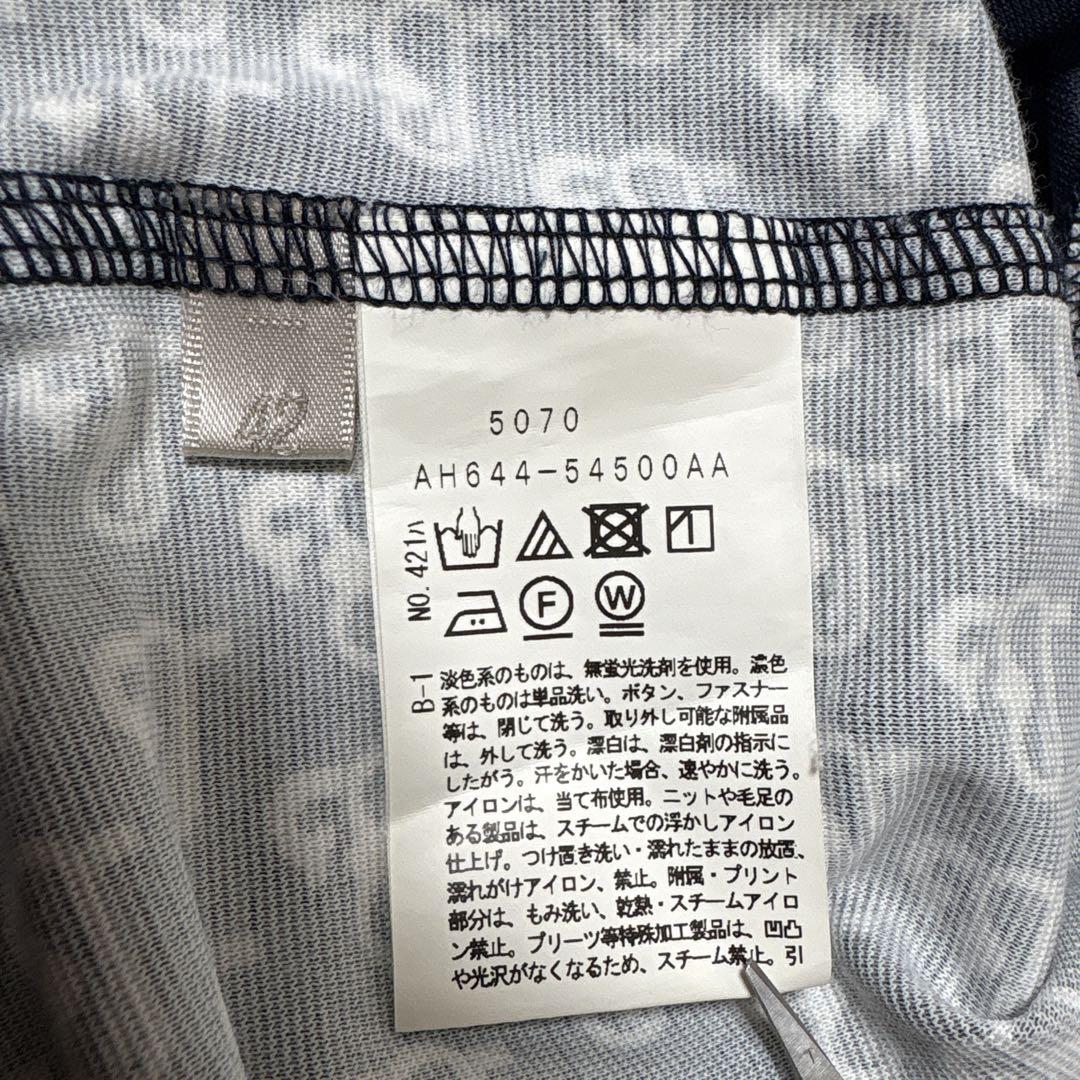 42
5070
AH644-54500AA
NO.421ハ
F
W
B-1
淡色系のものは、無蛍光洗剤を使用。濃色
系のものは単品洗い。ボタン、ファスナー
等は、閉じて洗う。取り外し可能な附属品
は、外して洗う。漂白は、漂白剤の指示に
したがう。汗をかいた場合、速やかに洗う。
アイロンは、当て布使用。ニットや毛足の
ある製品は、スチームでの浮かしアイロン
仕上げ。つけ置き洗い・濡れたままの放置、
濡れがけアイロン、禁止。附属・プリント
部分は、もみ洗い、乾熱・スチームアイロ
ン禁止。プリーツ等特殊加工製品は、凹凸
や光沢がなくなるため、スチーム禁止。引